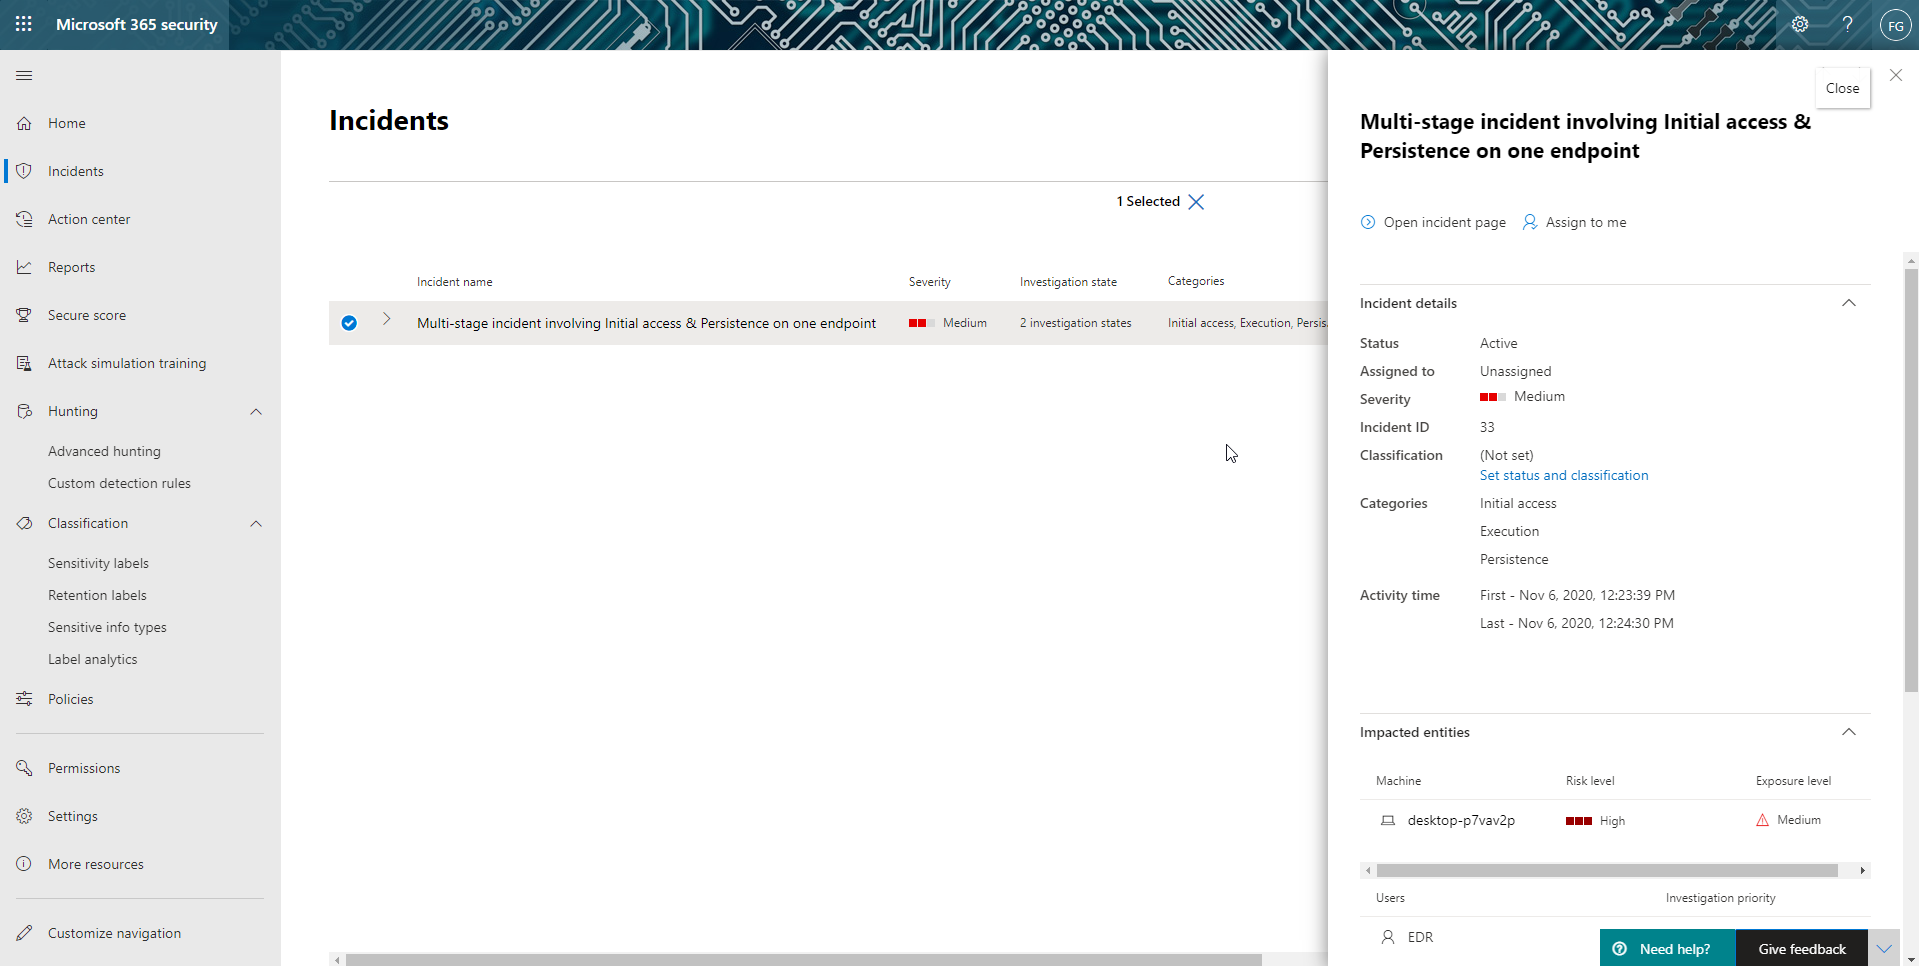 Microsoft 365 security
?
FG
Home
Incidents
Action center
Reports
Secure score
Attack simulation training
Hunting
Advanced hunting
Custom detection rules
Classification
Sensitivity labels
Retention labels
Sensitive info types
Label analytics
Policies
Permissions
Settings
More resources
Customize navigation
Incidents
1 Selected
Incident name Severity Investigation state Categories
Multi-stage incident involving Initial access & Persistence on one endpoint Medium 2 investigation states Initial access, Execution, Persis.
Close
Multi-stage incident involving Initial access &
Persistence on one endpoint
Open incident page Assign to me
Incident details
Status Active
Assigned to Unassigned
Severity Medium
Incident ID 33
Classification (Not set)
Set status and classification
Categories Initial access
Execution
Persistence
Activity time First - Nov 6, 2020, 12:23:39 PM
Last - Nov 6, 2020, 12:24:30 PM
Impacted entities
Machine Risk level Exposure level
desktop-p7vav2p High Medium
Users Investigation priority
EDR
Need help? Give feedback